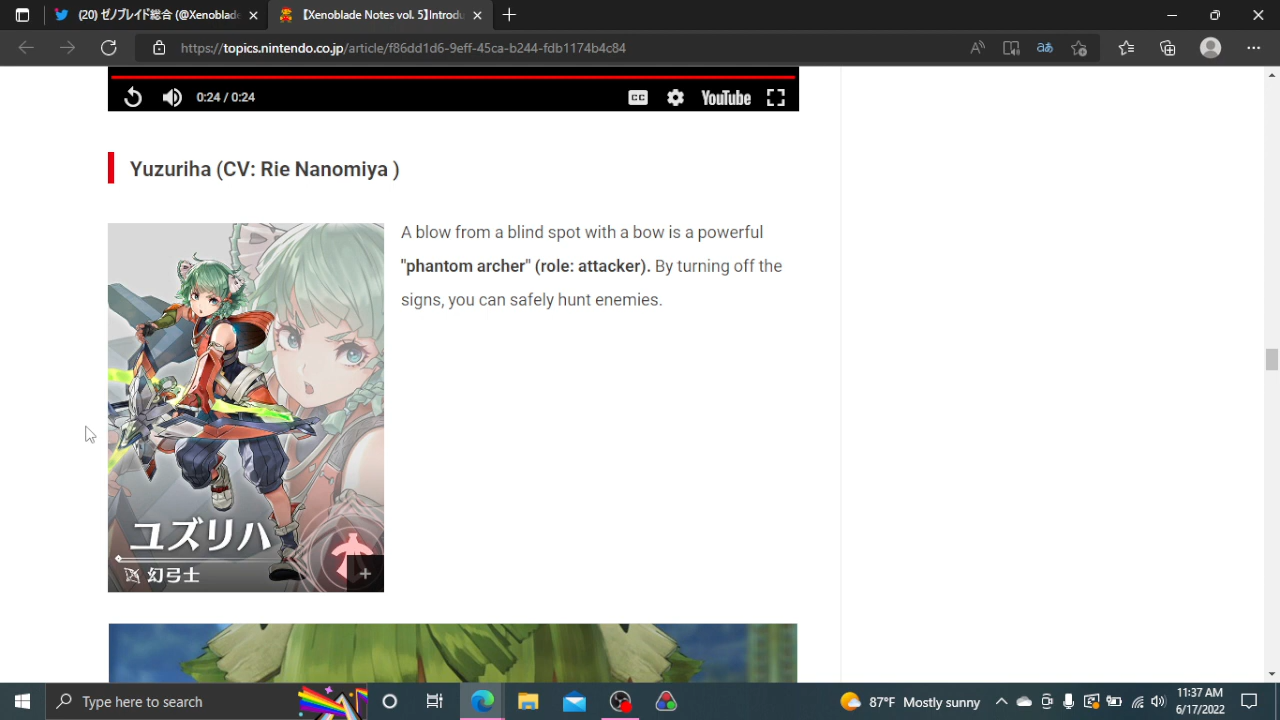 (20) ゼノブレイド総合 (@Xenoblade
【Xenoblade Notes vol. 5】Introdu
https://topics.nintendo.co.jp/article/f86dd1d6-9eff-45ca-b244-fdb1174b4c84
0:24 / 0:24
CC
YouTube
Yuzuriha (CV: Rie Nanomiya )
A blow from a blind spot with a bow is a powerful
"phantom archer" (role: attacker). By turning off the
signs, you can safely hunt enemies.
ユズリハ
幻弓士
Type here to search
87°F Mostly sunny
11:37 AM
6/17/2022